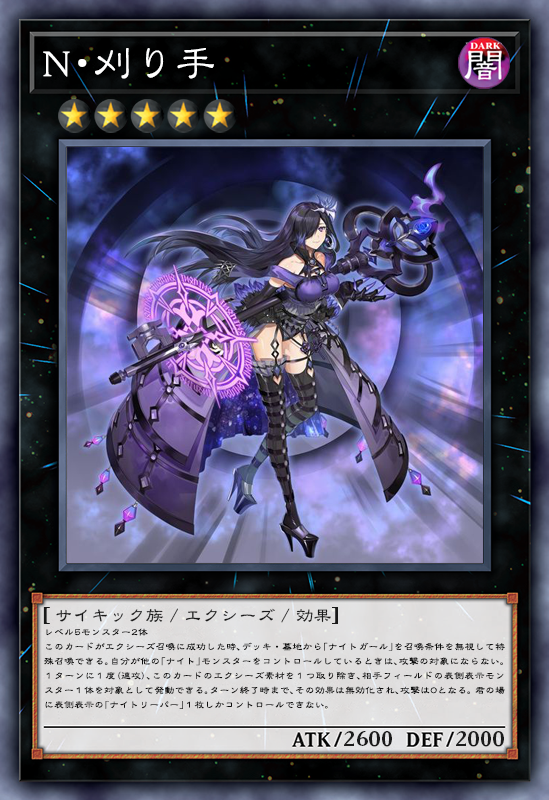 N・刈り手
DARK
闇
[サイキック族/エクシーズ/効果]
レベル5モンスター2体
このカードがエクシーズ召喚に成功した時、デッキ・墓地から「ナイトガール」を召喚条件を無視して特
殊召喚できる。自分が他の「ナイト」モンスターをコントロールしているときは、攻撃の対象にならない。
1ターンに1度(速攻)、このカードのエクシーズ素材を1つ取り除き、相手フィールドの表側表示モン
スター1体を対象として発動できる。ターン終了時まで、その効果は無効化され、攻撃は0となる。君の場
に表側表示の「ナイトリーパー」1枚しかコントロールできない。
ATK/2600 DEF/2000